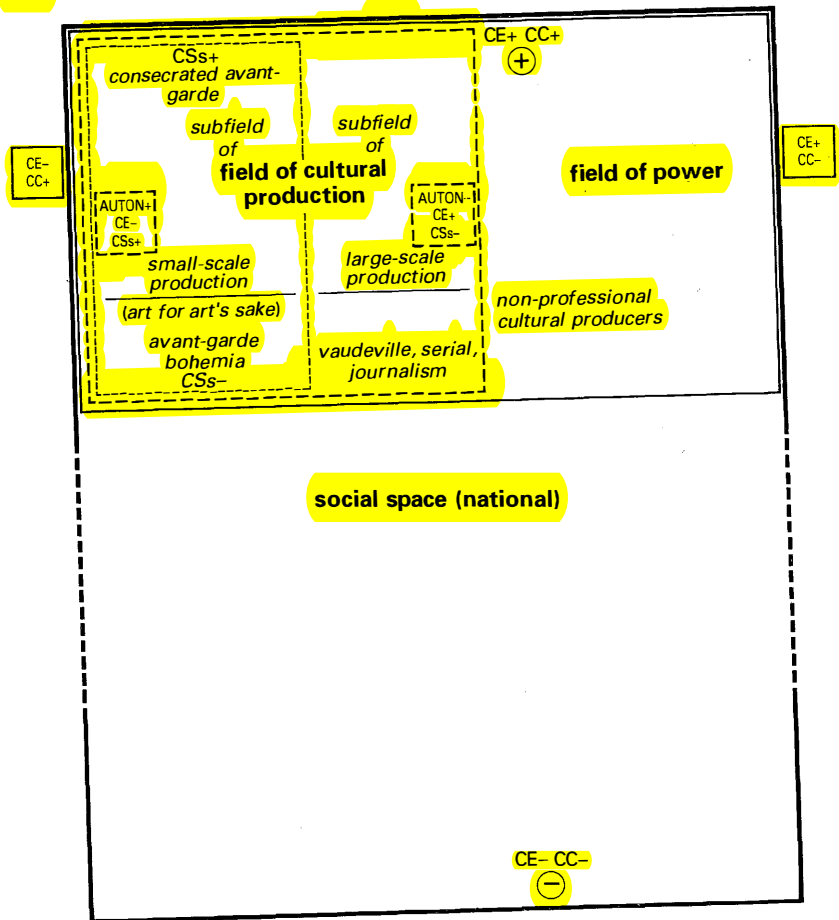 CE+ CC+
+
CSs+
consecrated avant-
garde
subfield
of
subfield
of
field of cultural
production
field of power
CE–
CC+
CE+
CC–
AUTON+
CE–
CSs+
AUTON–
CE+
CSs–
small-scale
production
large-scale
production
(art for art's sake)
avant-garde
bohemia
CSs–
vaudeville, serial,
journalism
non-professional
cultural producers
social space (national)
CE– CC–
–